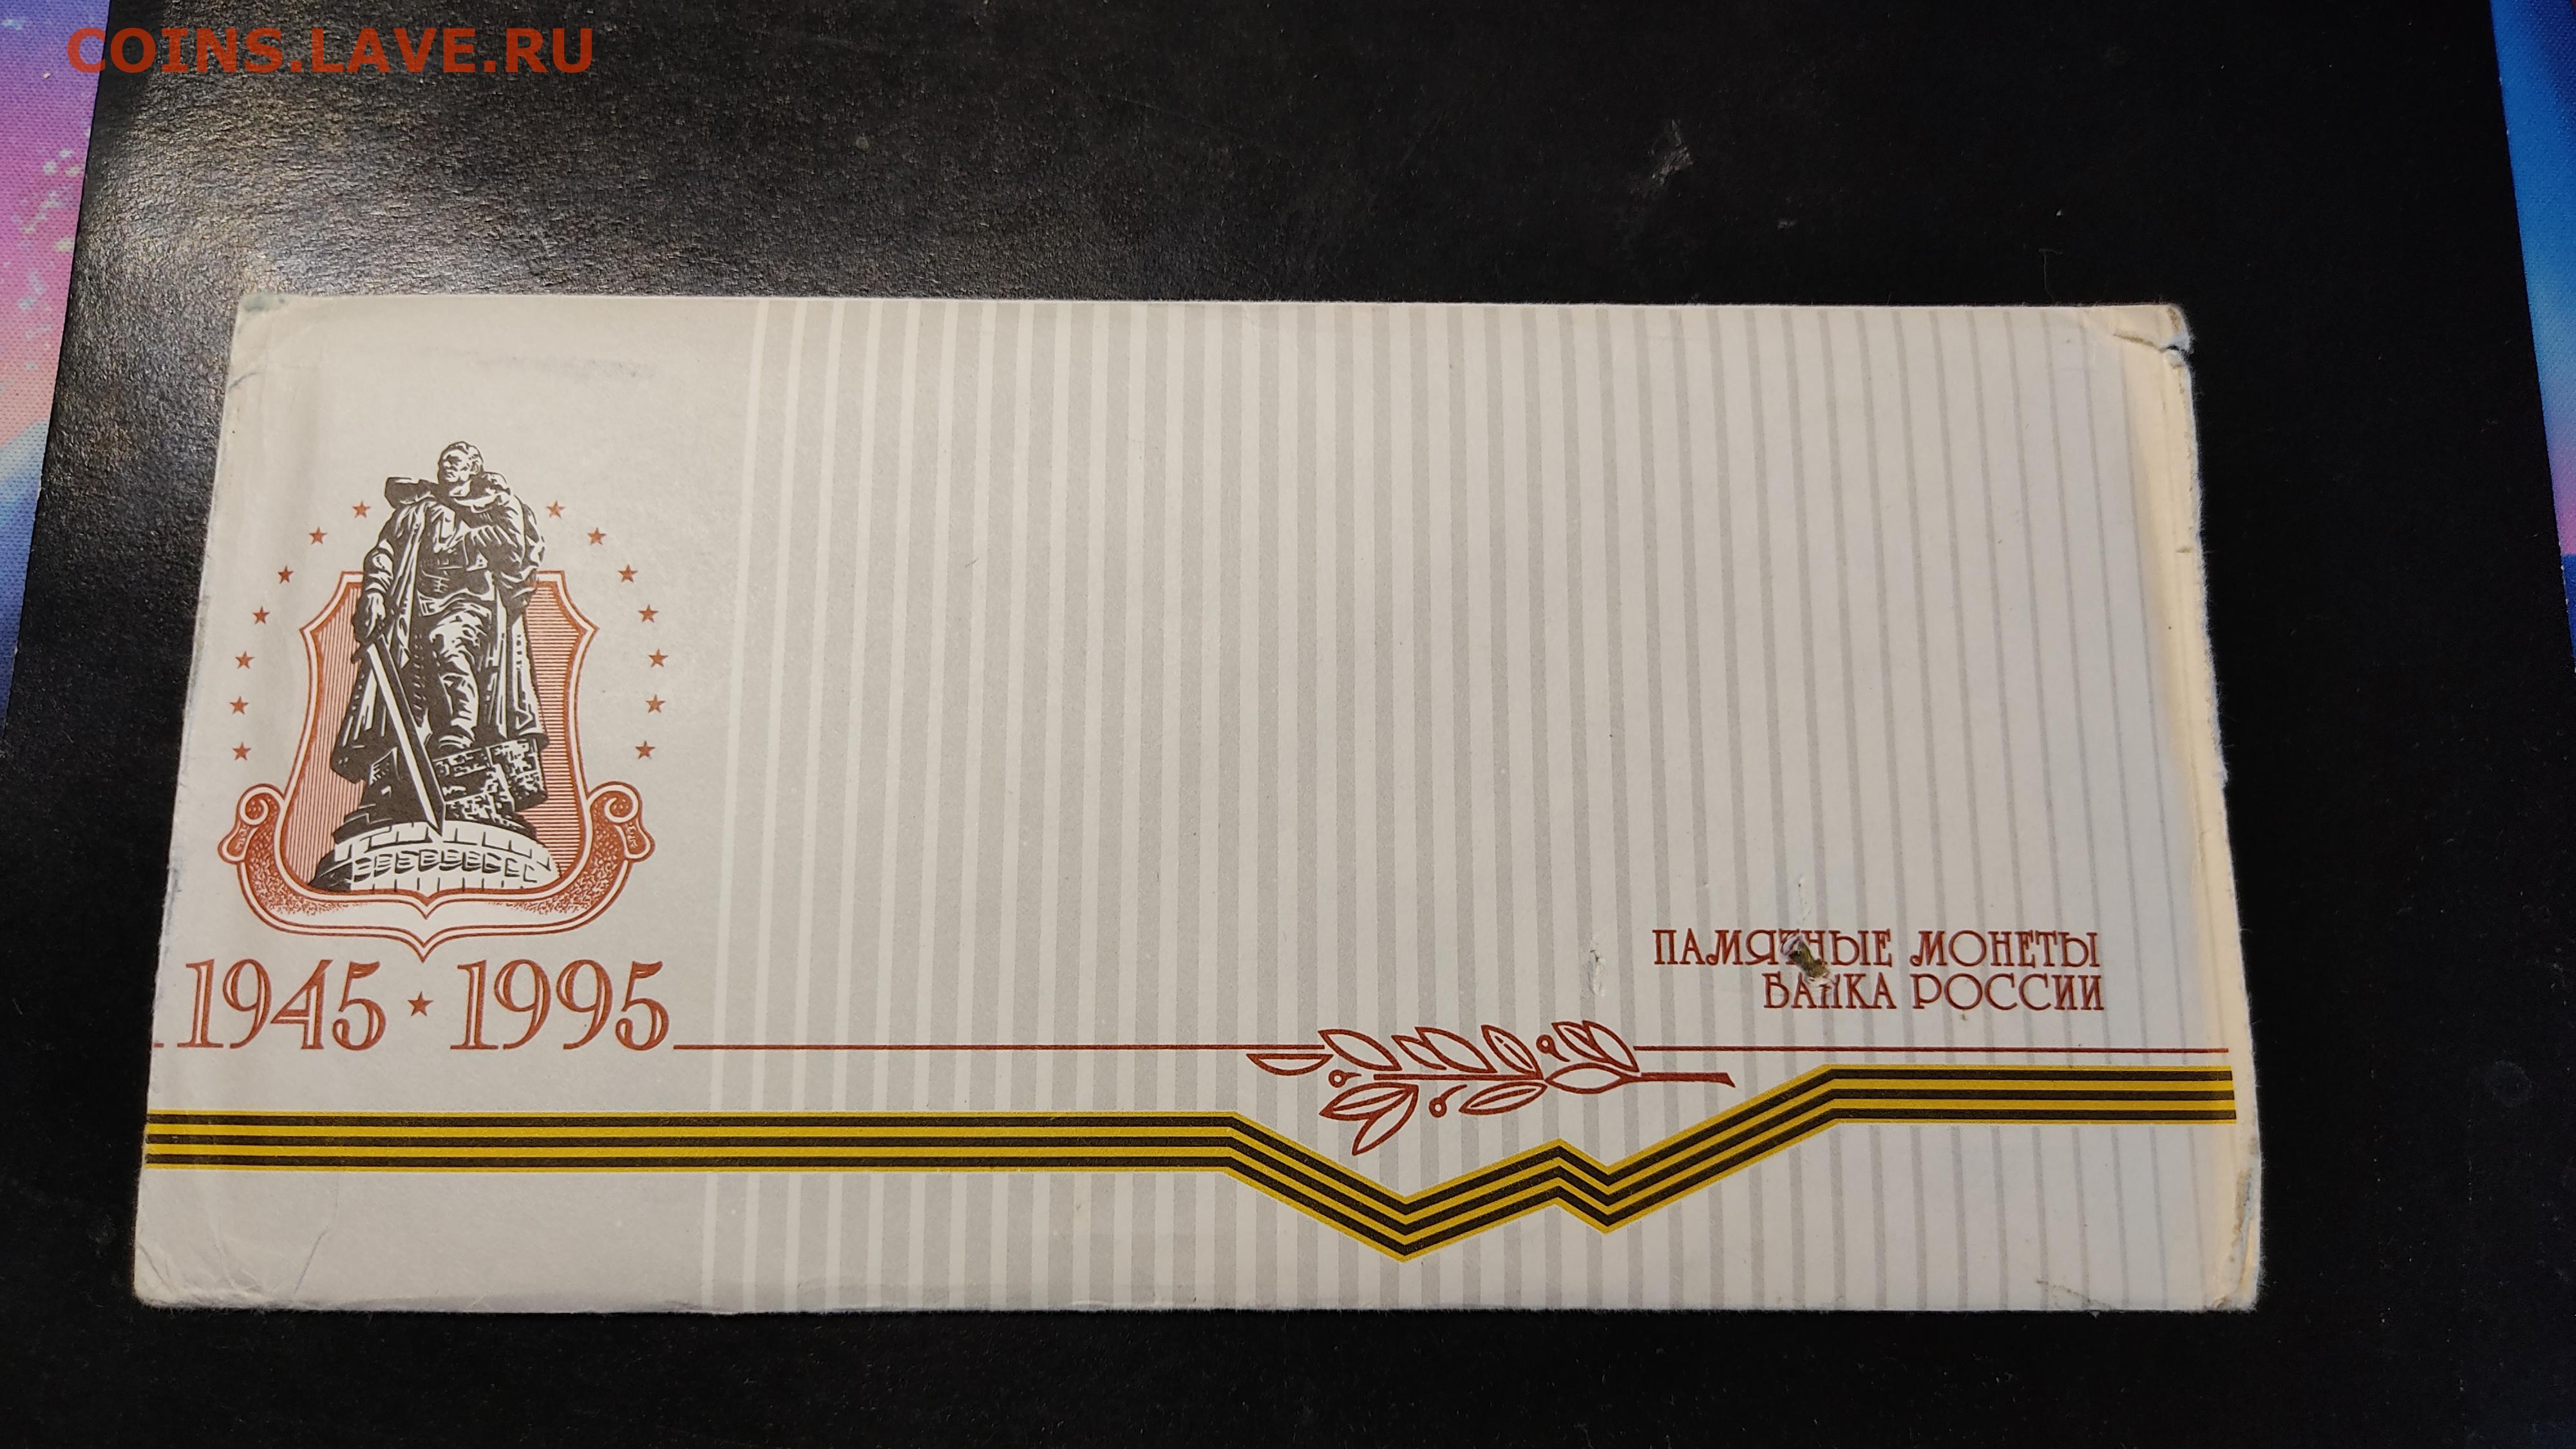 COINS.LAVE.RU
1945 ★ 1995
ПАМЯТНЫЕ МОНЕТЫ
БАНКА РОССИИ